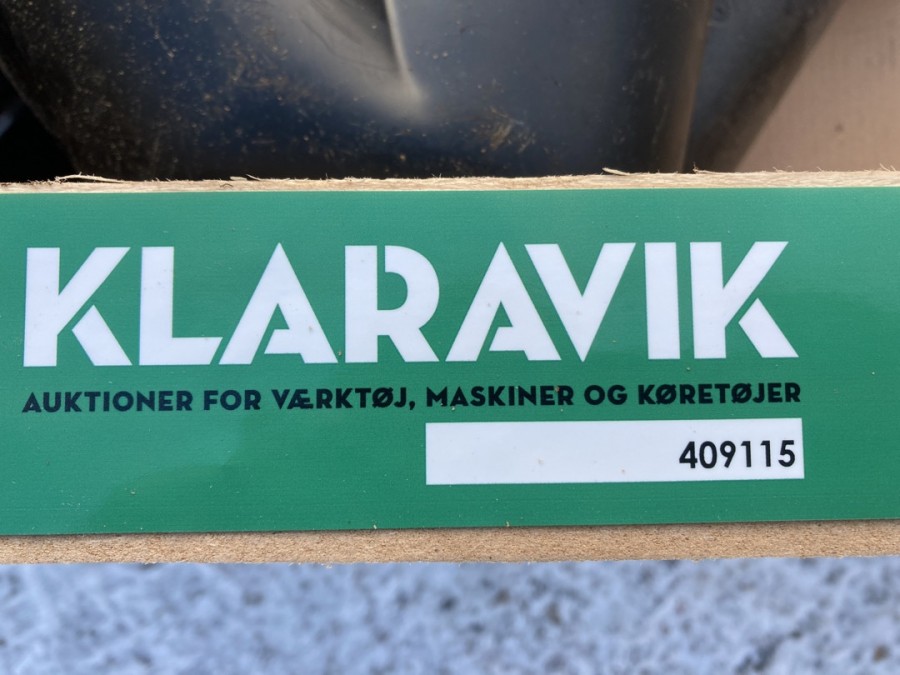 KLARAVIK
AUKTIONER FOR VÆRKTØJ, MASKINER OG KØRETØJER
409115